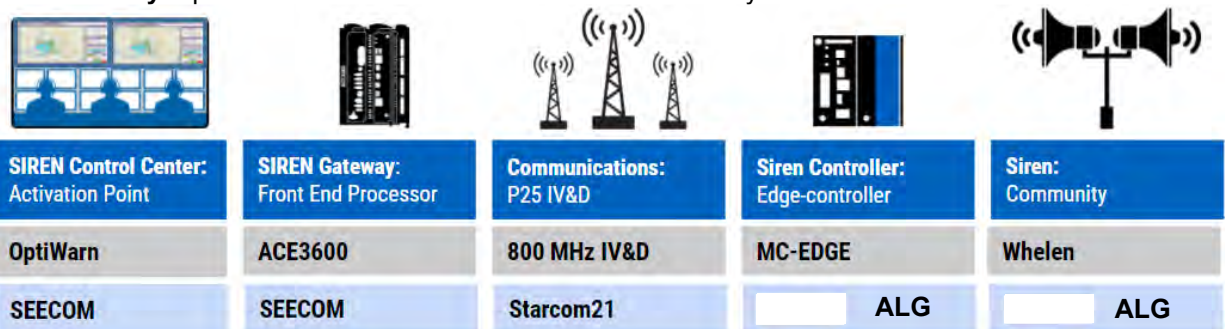 SIREN Control Center:
Activation Point
SIREN Gateway:
Front End Processor
Communications:
P25 IV&D
Siren Controller:
Edge-controller
Siren:
Community
OptiWarn
ACE3600
800 MHz IV&D
MC-EDGE
Whelen
SEECOM
SEECOM
Starcom21
ALG
ALG